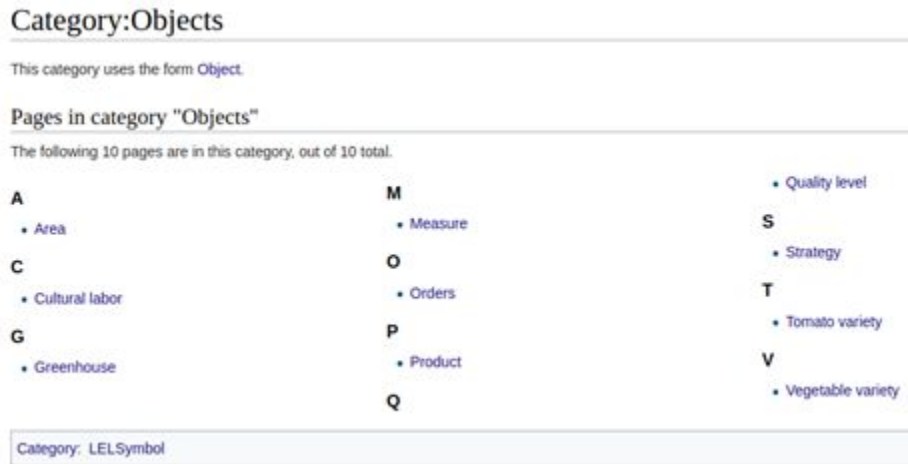 Category:Objects
This category uses the form Object.
Pages in category "Objects"
The following 10 pages are in this category, out of 10 total.
A
• Area
C
• Cultural labor
G
• Greenhouse
M
• Measure
O
• Orders
P
• Product
Q
• Quality level
S
• Strategy
T
• Tomato variety
V
• Vegetable variety
Category: LELSymbol